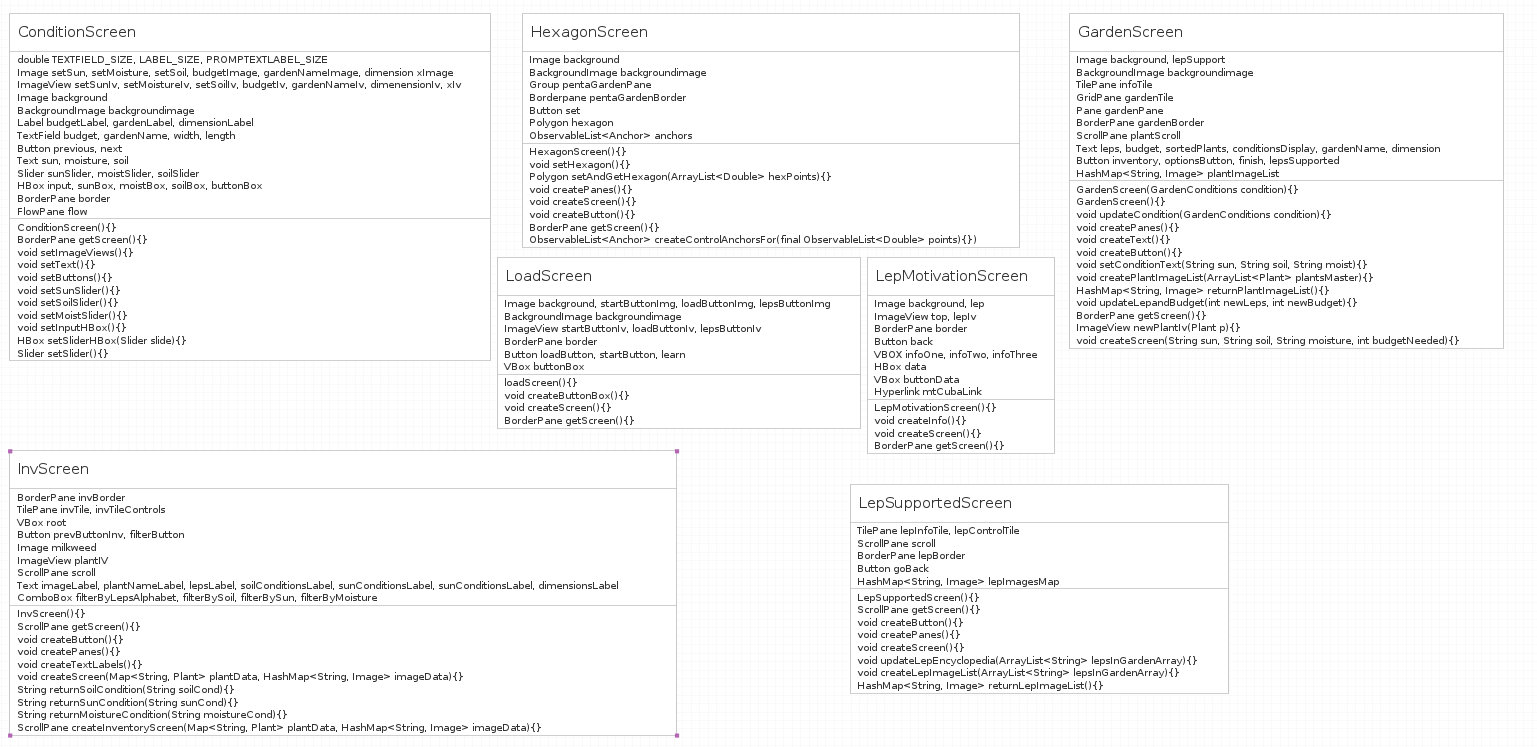 ConditionScreen
double TEXTFIELD_SIZE, LABEL_SIZE, PROMPTEXTLABEL_SIZE
Image setSun, setMoisture, setSoil, budgetImage, gardenNameImage, dimension xImage
ImageView setSunIv, setMoistureIv, setSoilIv, budgetIv, gardenNameIv, dimenensionIv, xIv
Image background
BackgroundImage backgroundimage
Label budgetLabel, gardenLabel, dimensionLabel
TextField budget, gardenName, width, length
Button previous, next
Text sun, moisture, soil
Slider sunSlider, moistSlider, soilSlider
HBox input, sunBox, moistBox, soilBox, buttonBox
BorderPane border
FlowPane flow
ConditionScreen(){}
BorderPane getScreen(){}
void setImageViews(){}
void setText(){}
void setButtons(){}
void setSunSlider(){}
void setSoilSlider(){}
void setMoistSlider(){}
void setInputHBox(){}
HBox setSliderHBox(Slider slide){}
Slider setSlider(){}
HexagonScreen
Image background
BackgroundImage backgroundimage
Group pentaGardenPane
Borderpane pentaGardenBorder
Button set
Polygon hexagon
ObservableList<Anchor> anchors
HexagonScreen(){}
void setHexagon(){}
Polygon setAndGetHexagon(ArrayList<Double> hexPoints){}
void createPanes(){}
void createScreen(){}
void createButton(){}
BorderPane getScreen(){}
ObservableList<Anchor> createControlAnchorsFor(final ObservableList<Double> points){})
GardenScreen
Image background, lepSupport
BackgroundImage backgroundimage
TilePane infoTile
GridPane gardenTile
Pane gardenPane
BorderPane gardenBorder
ScrollPane plantScroll
Text leps, budget, sortedPlants, conditionsDisplay, gardenName, dimension
Button inventory, optionsButton, finish, lepsSupported
HashMap<String, Image> plantImageList
GardenScreen(GardenConditions condition){}
GardenScreen(){}
void updateCondition(GardenConditions condition){}
void createPanes(){}
void createText(){}
void createButton(){}
void setConditionText(String sun, String soil, String moist){}
void createPlantImageList(ArrayList<Plant> plantsMaster){}
HashMap<String, Image> returnPlantImageList(){}
void updateLepandBudget(int newLeps, int newBudget){}
BorderPane getScreen(){}
ImageView newPlantIv(Plant p){}
void createScreen(String sun, String soil, String moisture, int budgetNeeded){}
LoadScreen
Image background, startButtonImg, loadButtonImg, lepsButtonImg
BackgroundImage backgroundimage
ImageView startButtonIv, loadButtonIv, lepsButtonIv
BorderPane border
Button loadButton, startButton, learn
VBox buttonBox
loadScreen(){}
void createButtonBox(){}
void createScreen(){}
BorderPane getScreen(){}
LepMotivationScreen
Image background, lep
ImageView top, lepIv
BorderPane border
Button back
VBOX infoOne, infoTwo, infoThree
HBox data
VBox buttonData
Hyperlink mtCubaLink
LepMotivationScreen(){}
void createInfo(){}
void createScreen(){}
BorderPane getScreen(){}
InvScreen
BorderPane invBorder
TilePane invTile, invTileControls
VBox root
Button prevButtonInv, filterButton
Image milkweed
ImageView plantIV
ScrollPane scroll
Text imageLabel, plantNameLabel, lepsLabel, soilConditionsLabel, sunConditionsLabel, sunConditionsLabel, dimensionsLabel
ComboBox filterByLepsAlphabet, filterBySoil, filterBySun, filterByMoisture
InvScreen(){}
ScrollPane getScreen(){}
void createButton(){}
void createPanes(){}
void createTextLabels(){}
void createScreen(Map<String, Plant> plantData, HashMap<String, Image> imageData){}
String returnSoilCondition(String soilCond){}
String returnSunCondition(String sunCond){}
String returnMoistureCondition(String moistureCond){}
ScrollPane createInventoryScreen(Map<String, Plant> plantData, HashMap<String, Image> imageData){}
LepSupportedScreen
TilePane lepInfoTile, lepControlTile
ScrollPane scroll
BorderPane lepBorder
Button goBack
HashMap<String, Image> lepImagesMap
LepSupportedScreen(){}
ScrollPane getScreen(){}
void createButton(){}
void createPanes(){}
void createScreen(){}
void updateLepEncyclopedia(ArrayList<String> lepsInGardenArray){}
void createLepImageList(ArrayList<String> lepsInGardenArray){}
HashMap<String, Image> returnLepImageList(){}